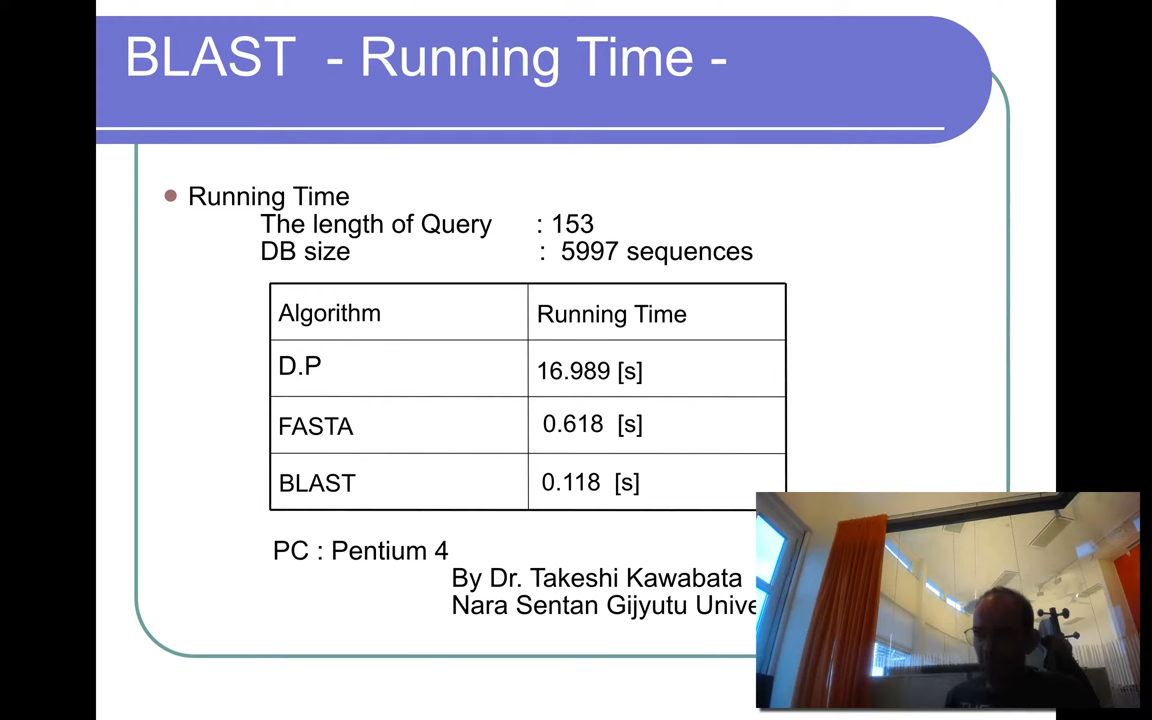 BLAST - Running Time -
Running Time
The length of Query : 153
DB size : 5997 sequences
Algorithm Running Time
D.P 16.989 [s]
FASTA 0.618 [s]
BLAST 0.118 [s]
PC : Pentium 4
By Dr. Takeshi Kawabata
Nara Sentan Gijyutu